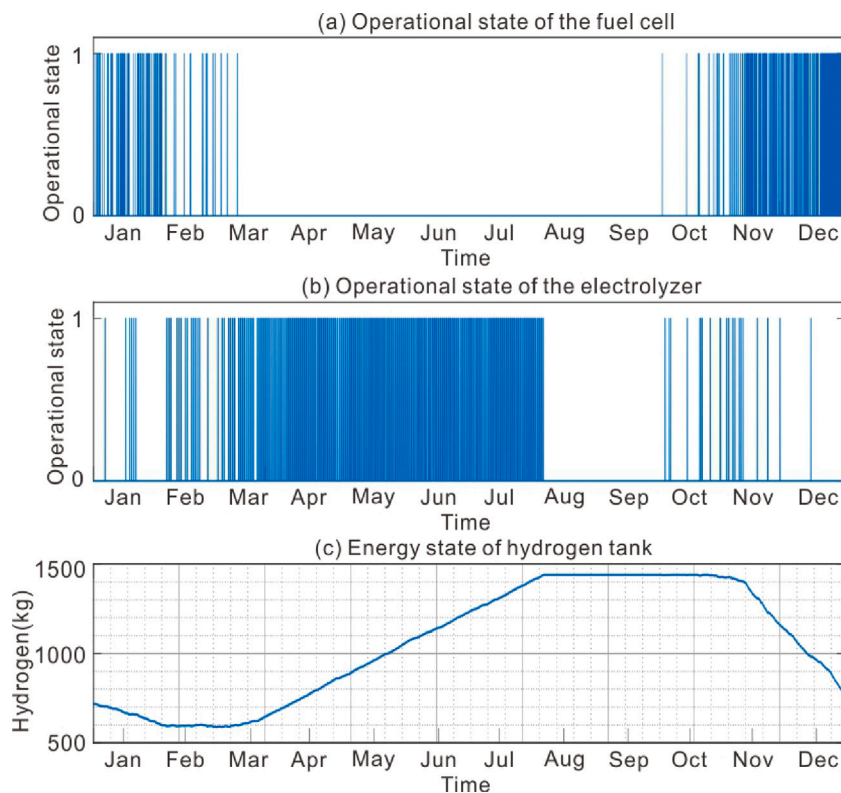 (a) Operational state of the fuel cell
Operational state
1
0
Jan Feb Mar Apr May Jun Jul Aug Sep Oct Nov Dec
Time
(b) Operational state of the electrolyzer
Operational state
1
0
Jan Feb Mar Apr May Jun Jul Aug Sep Oct Nov Dec
Time
(c) Energy state of hydrogen tank
Hydrogen(kg)
1500
1000
500
Jan Feb Mar Apr May Jun Jul Aug Sep Oct Nov Dec
Time